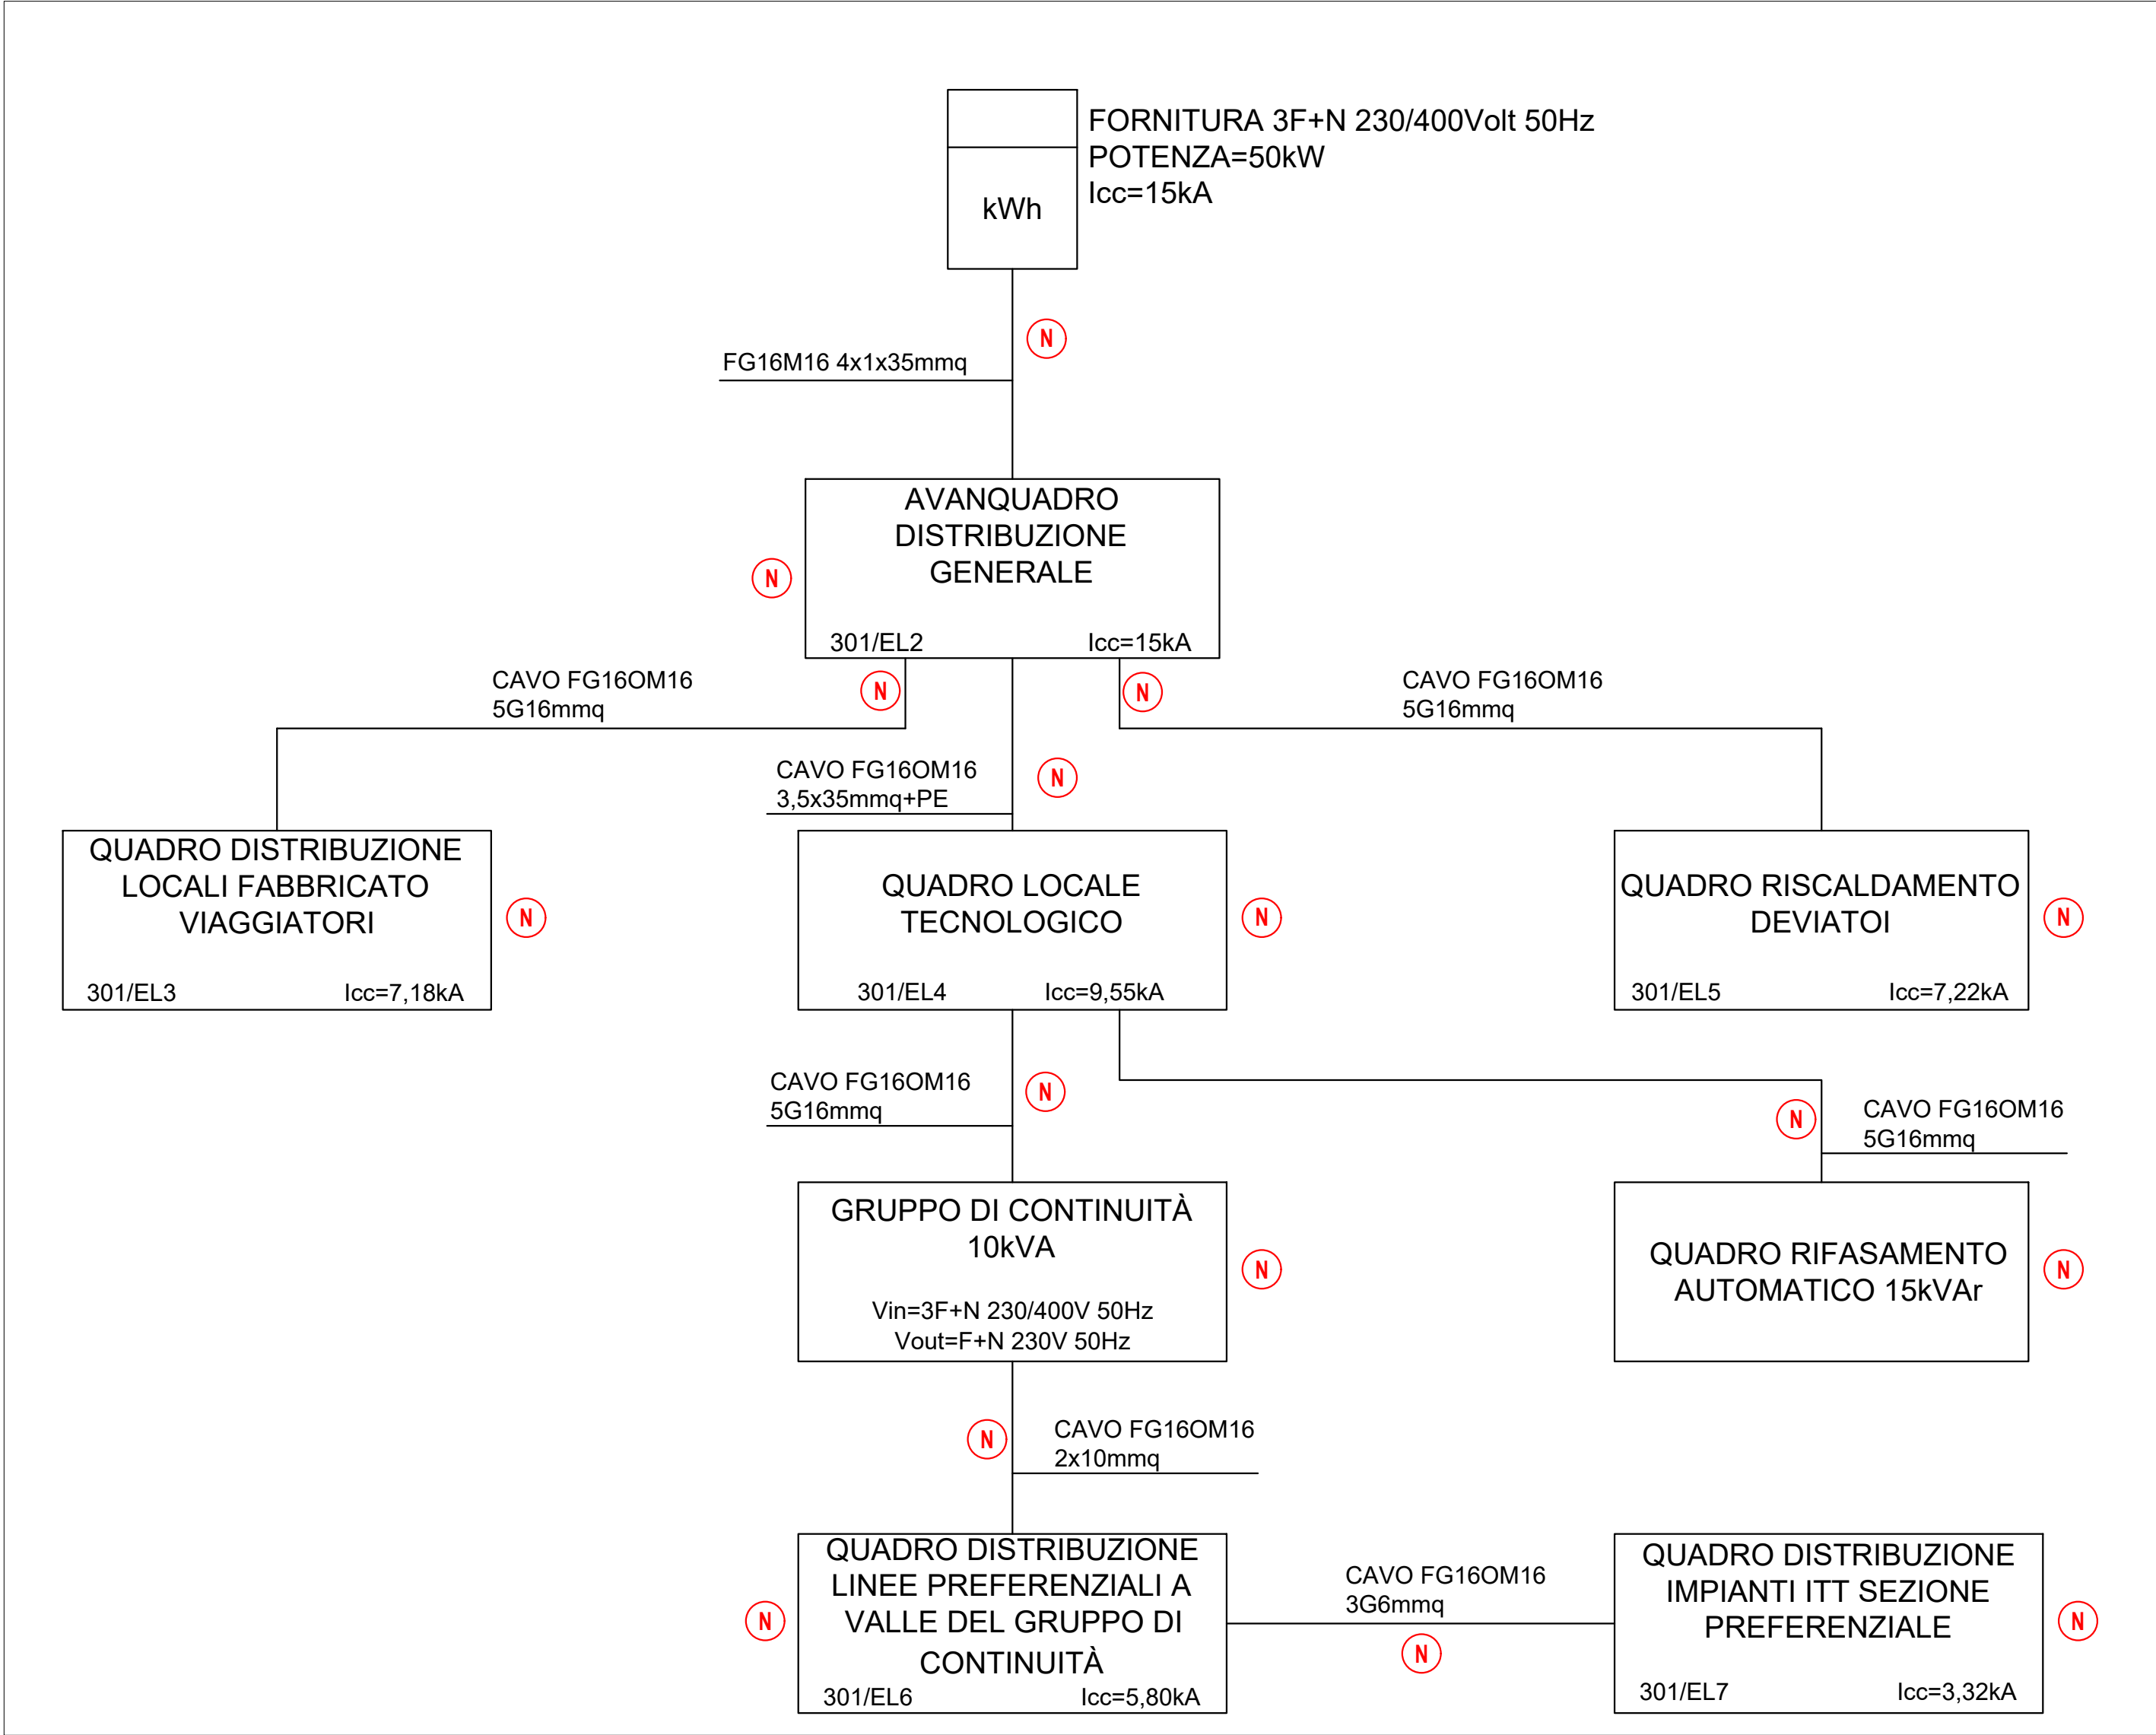 FORNITURA 3F+N 230/400Volt 50Hz
POTENZA=50kW
Icc=15kA
kWh
N
FG16M16 4x1x35mmq
AVANQUADRO
DISTRIBUZIONE
GENERALE
N
301/EL2 Icc=15kA
CAVO FG16OM16
5G16mmq
N
N
CAVO FG16OM16
5G16mmq
CAVO FG16OM16
3,5x35mmq+PE
N
QUADRO DISTRIBUZIONE
LOCALI FABBRICATO
VIAGGIATORI
301/EL3 Icc=7,18kA
N
QUADRO LOCALE
TECNOLOGICO
301/EL4 Icc=9,55kA
N
QUADRO RISCALDAMENTO
DEVIATOI
301/EL5 Icc=7,22kA
N
CAVO FG16OM16
5G16mmq
N
N
CAVO FG16OM16
5G16mmq
GRUPPO DI CONTINUITÀ
10kVA
Vin=3F+N 230/400V 50Hz
Vout=F+N 230V 50Hz
N
QUADRO RIFASAMENTO
AUTOMATICO 15kVAr
N
N
CAVO FG16OM16
2x10mmq
N
QUADRO DISTRIBUZIONE
LINEE PREFERENZIALI A
VALLE DEL GRUPPO DI
CONTINUITÀ
301/EL6 Icc=5,80kA
CAVO FG16OM16
3G6mmq
N
QUADRO DISTRIBUZIONE
IMPIANTI ITT SEZIONE
PREFERENZIALE
301/EL7 Icc=3,32kA
N